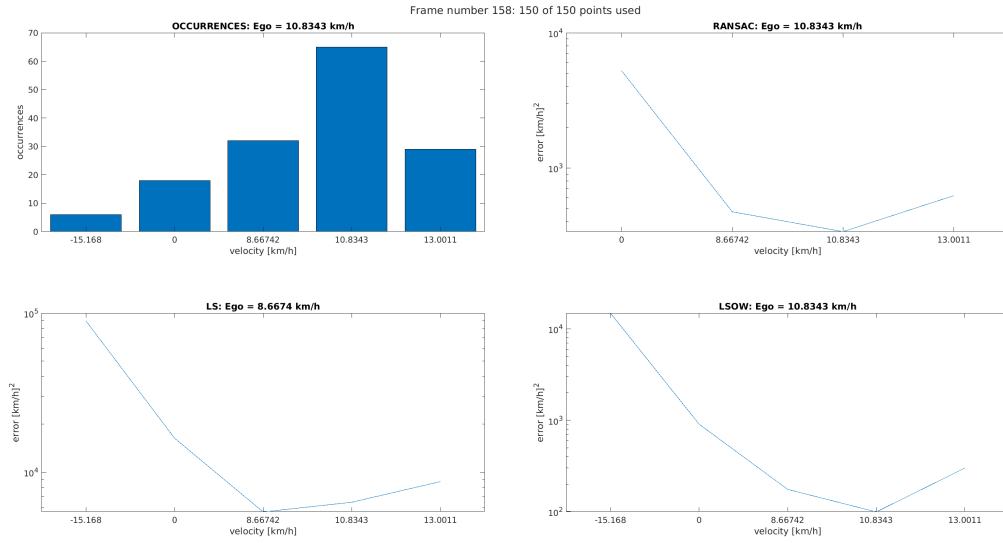 Frame number 158: 150 of 150 points used
OCCURRENCES: Ego = 10.8343 km/h
70
60
50
40
30
20
10
0
occurrences
-15.168 0 8.66742 10.8343 13.0011
velocity [km/h]
RANSAC: Ego = 10.8343 km/h
10^4
10^3
error [km/h]^2
0 8.66742 10.8343 13.0011
velocity [km/h]
LS: Ego = 8.6674 km/h
10^5
10^4
error [km/h]^2
-15.168 0 8.66742 10.8343 13.0011
velocity [km/h]
LSOW: Ego = 10.8343 km/h
10^4
10^3
10^2
error [km/h]^2
-15.168 0 8.66742 10.8343 13.0011
velocity [km/h]